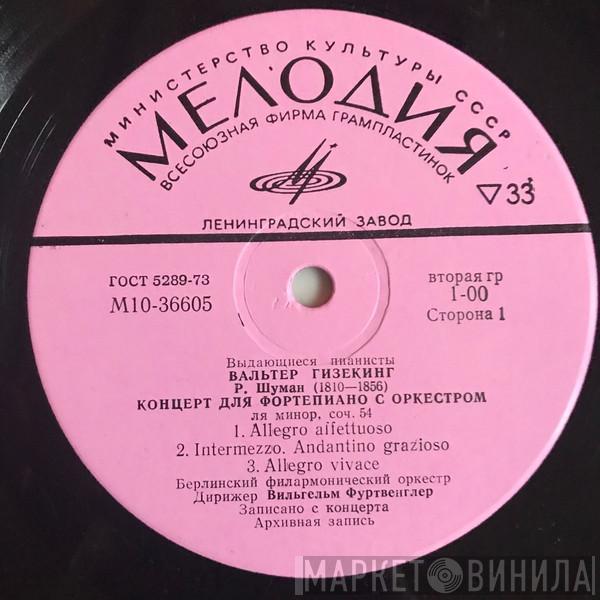 МИНИСТЕРСТВО КУЛЬТУРЫ СССР
МЕЛОДИЯ
ВСЕСОЮЗНАЯ ФИРМА ГРАМПЛАСТИНОК
▽33
ЛЕНИНГРАДСКИЙ ЗАВОД
ГОСТ 5289-73
М10-36605
вторая гр
1-00
Сторона 1
Выдающиеся пианисты
ВАЛЬТЕР ГИЗЕКИНГ
Р. Шуман (1810—1856)
КОНЦЕРТ ДЛЯ ФОРТЕПИАНО С ОРКЕСТРОМ
ля минор, соч. 54
1. Allegro affettuoso
2. Intermezzo. Andantino grazioso
3. Allegro vivace
Берлинский филармонический оркестр
Дирижер Вильгельм Фуртвенглер
Записано с концерта
Архивная запись
МАРКЕТ ВИНИЛА